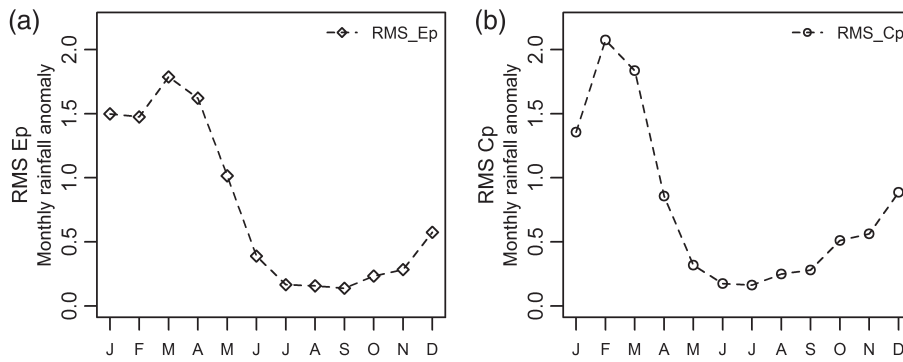 (a)
RMS_Ep
RMS Ep
Monthly rainfall anomaly
2.0
1.5
1.0
0.5
0.0
J F M A M J J A S O N D
(b)
RMS_Cp
RMS Cp
Monthly rainfall anomaly
2.0
1.5
1.0
0.5
0.0
J F M A M J J A S O N D